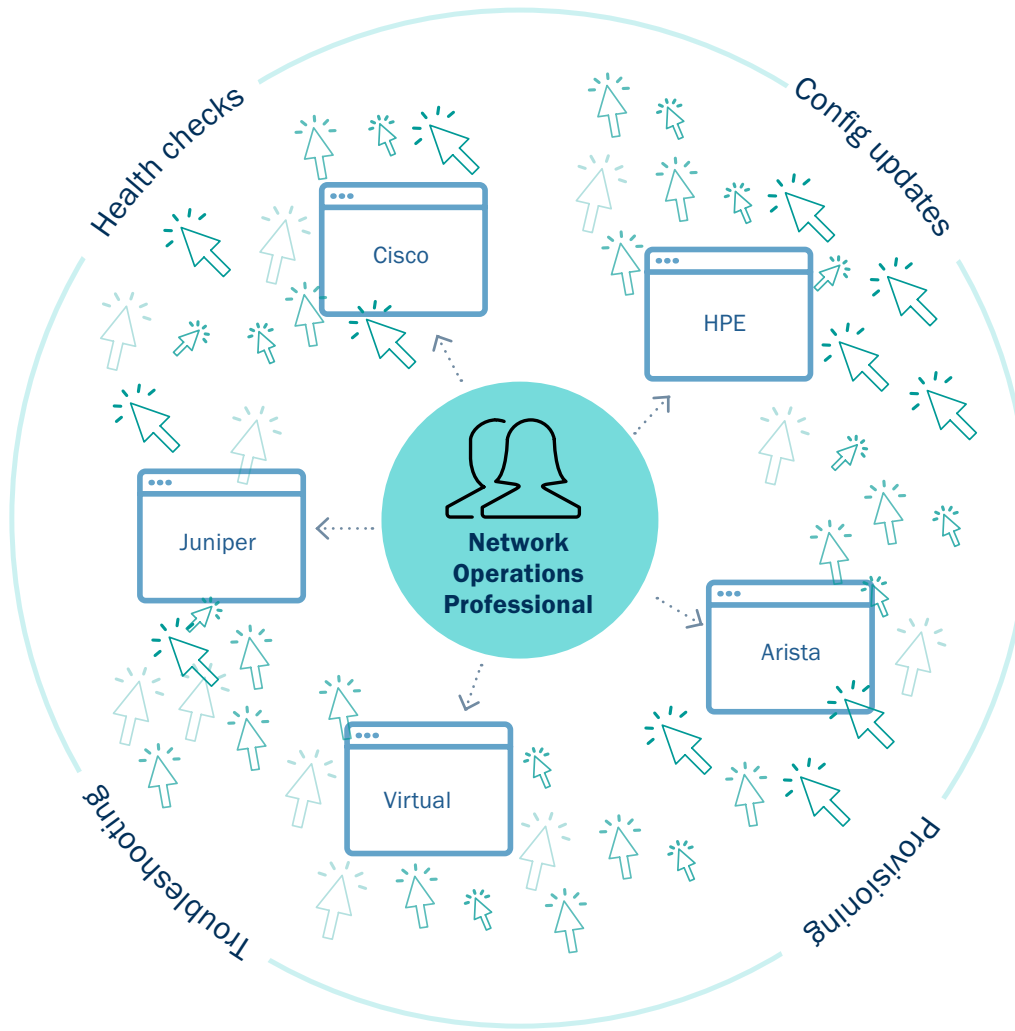 Health checks
Config updates
Cisco
HPE
Juniper
Network
Operations
Professional
Arista
Virtual
Troubleshooting
Provisioning